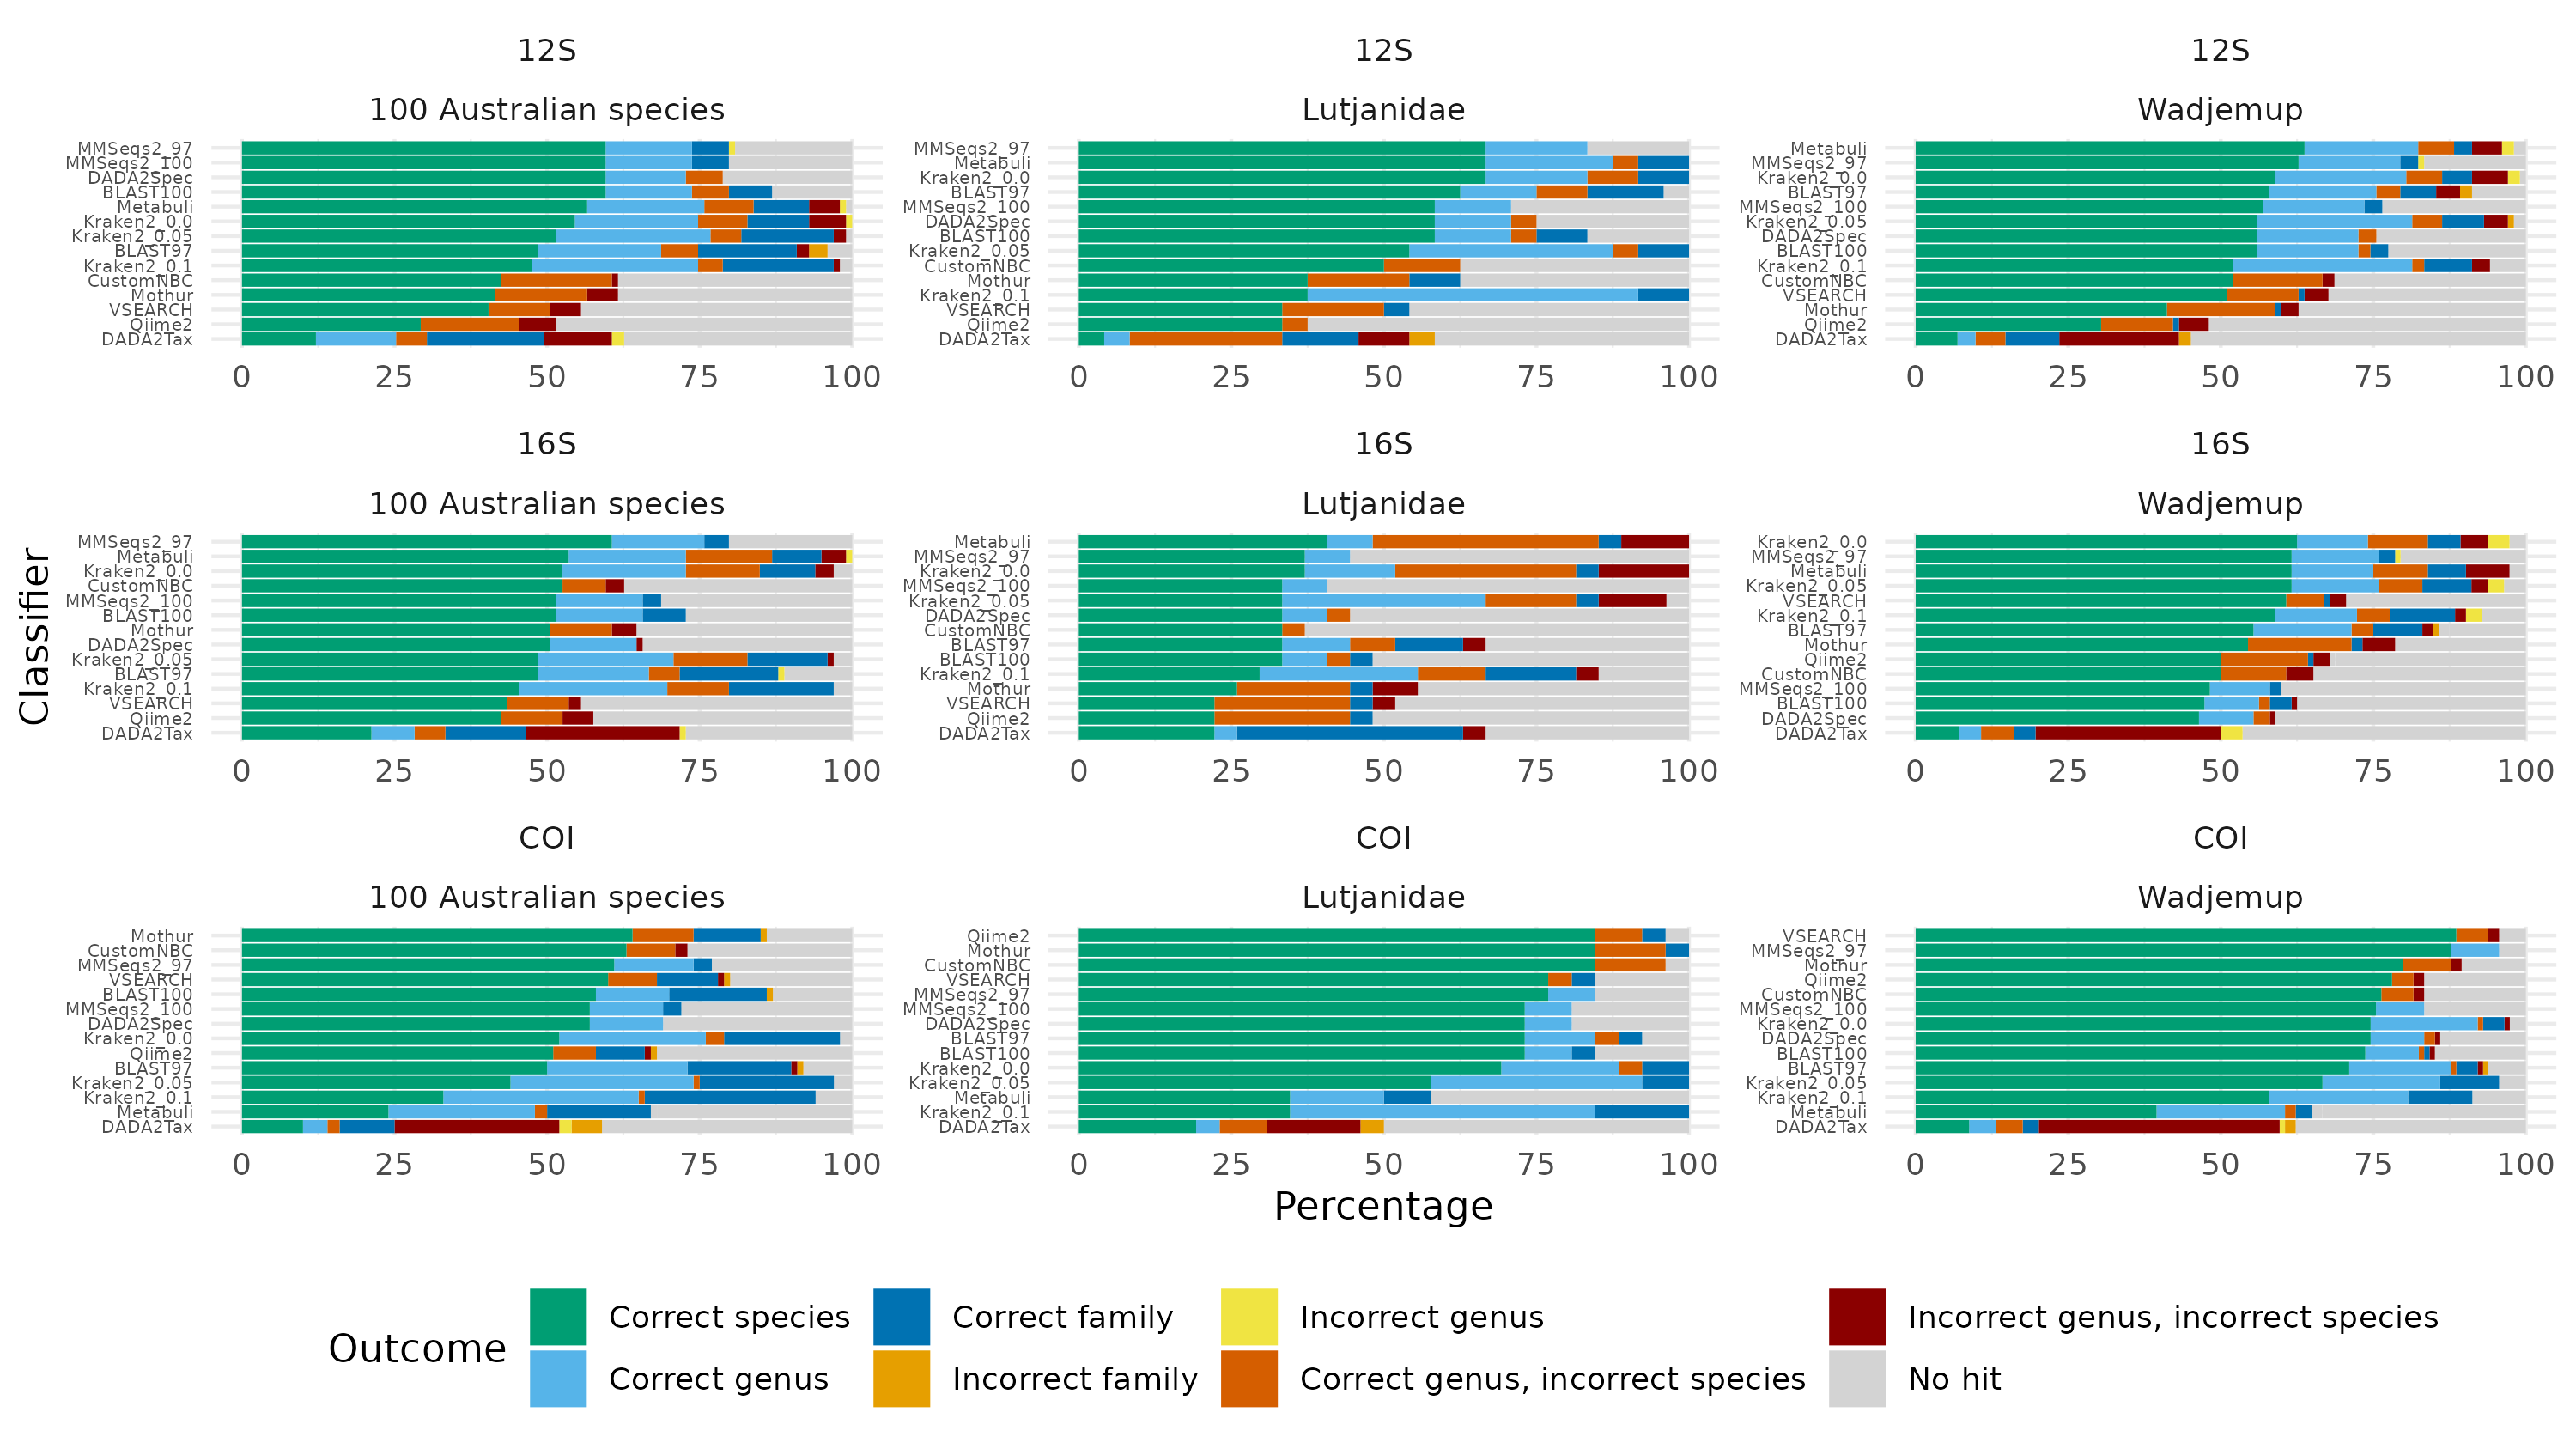 12S 12S 12S
100 Australian species Lutjanidae Wadjemup
MMSeqs2_97
MMSeqs2_100
DADA2Spec
BLAST100
Metabuli
Kraken2_0.0
Kraken2_0.05
BLAST97
Kraken2_0.1
CustomNBC
Mothur
VSEARCH
Qiime2
DADA2Tax
0 25 50 75 100
MMSeqs2_97
Metabuli
Kraken2_0.0
BLAST97
MMSeqs2_100
DADA2Spec
BLAST100
Kraken2_0.05
CustomNBC
Mothur
Kraken2_0.1
VSEARCH
Qiime2
DADA2Tax
0 25 50 75 100
Metabuli
MMSeqs2_97
Kraken2_0.0
BLAST97
MMSeqs2_100
Kraken2_0.05
DADA2Spec
BLAST100
Kraken2_0.1
CustomNBC
VSEARCH
Mothur
Qiime2
DADA2Tax
0 25 50 75 100
Classifier
16S 16S 16S
100 Australian species Lutjanidae Wadjemup
MMSeqs2_97
Metabuli
Kraken2_0.0
CustomNBC
MMSeqs2_100
BLAST100
Mothur
DADA2Spec
Kraken2_0.05
BLAST97
Kraken2_0.1
VSEARCH
Qiime2
DADA2Tax
0 25 50 75 100
Metabuli
MMSeqs2_97
Kraken2_0.0
MMSeqs2_100
Kraken2_0.05
DADA2Spec
CustomNBC
BLAST97
BLAST100
Kraken2_0.1
Mothur
VSEARCH
Qiime2
DADA2Tax
0 25 50 75 100
Kraken2_0.0
MMSeqs2_97
Metabuli
Kraken2_0.05
VSEARCH
Kraken2_0.1
BLAST97
Mothur
Qiime2
CustomNBC
MMSeqs2_100
BLAST100
DADA2Spec
DADA2Tax
0 25 50 75 100
COI COI COI
100 Australian species Lutjanidae Wadjemup
Mothur
CustomNBC
MMSeqs2_97
VSEARCH
BLAST100
MMSeqs2_100
DADA2Spec
Kraken2_0.0
Qiime2
BLAST97
Kraken2_0.05
Kraken2_0.1
Metabuli
DADA2Tax
0 25 50 75 100
Qiime2
Mothur
CustomNBC
VSEARCH
MMSeqs2_97
MMSeqs2_100
DADA2Spec
BLAST97
BLAST100
Kraken2_0.0
Kraken2_0.05
Metabuli
Kraken2_0.1
DADA2Tax
0 25 50 75 100
VSEARCH
MMSeqs2_97
Mothur
Qiime2
CustomNBC
MMSeqs2_100
Kraken2_0.0
DADA2Spec
BLAST100
BLAST97
Kraken2_0.05
Kraken2_0.1
Metabuli
DADA2Tax
0 25 50 75 100
Percentage
Outcome
Correct species Correct family Incorrect genus Incorrect genus, incorrect species
Correct genus Incorrect family Correct genus, incorrect species No hit